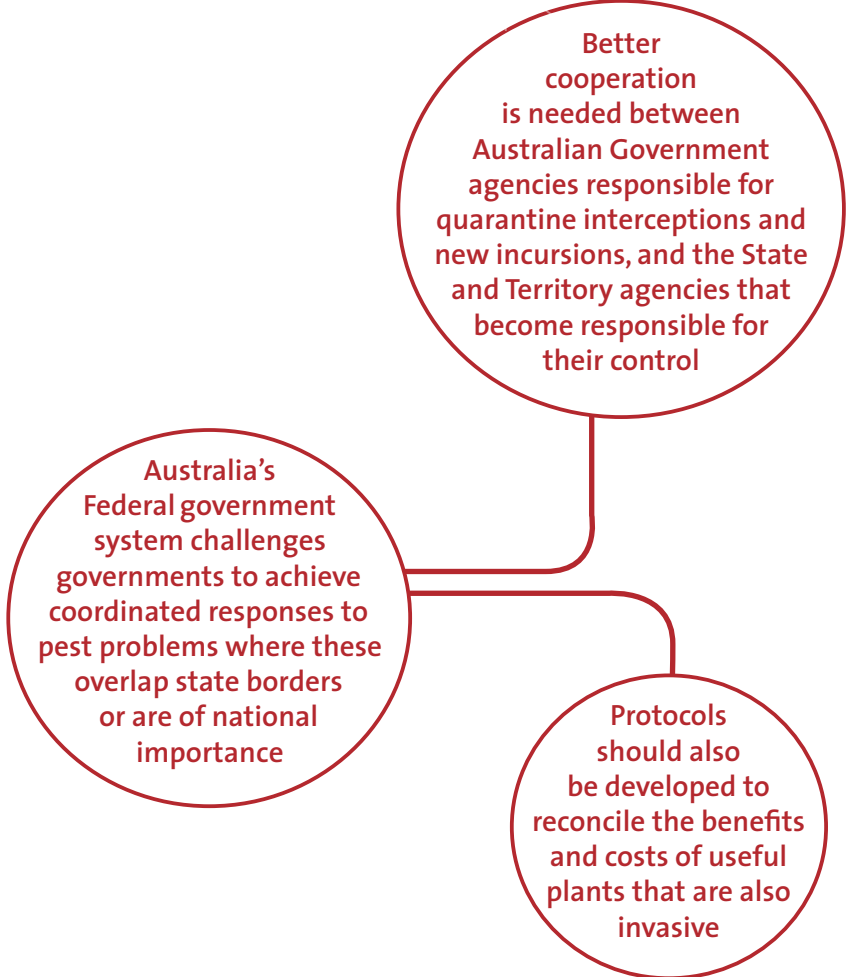 Better
cooperation
is needed between
Australian Government
agencies responsible for
quarantine interceptions and
new incursions, and the State
and Territory agencies that
become responsible for
their control
Australia’s
Federal government
system challenges
governments to achieve
coordinated responses to
pest problems where these
overlap state borders
or are of national
importance
Protocols
should also
be developed to
reconcile the benefits
and costs of useful
plants that are also
invasive